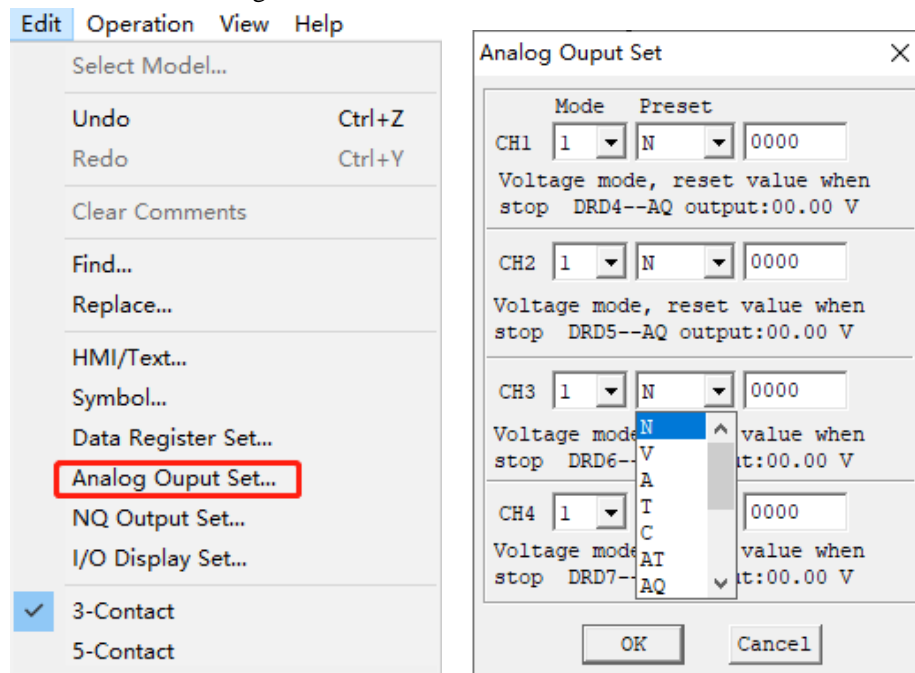 Edit Operation View Help
Select Model...
Undo Ctrl+Z
Redo Ctrl+Y
Clear Comments
Find...
Replace...
HMI/Text...
Symbol...
Data Register Set...
Analog Ouput Set...
NQ Output Set...
I/O Display Set...
3-Contact
5-Contact
Analog Ouput Set
Mode Preset
CH1 1 N 0000
Voltage mode, reset value when
stop DRD4--AQ output:00.00 V
CH2 1 N 0000
Voltage mode, reset value when
stop DRD5--AQ output:00.00 V
CH3 1 N 0000
Voltage mode value when
stop DRD6-- ut:00.00 V
N
V
A
T
C
AT
AQ
CH4 1 0000
Voltage mode value when
stop DRD7-- ut:00.00 V
OK Cancel